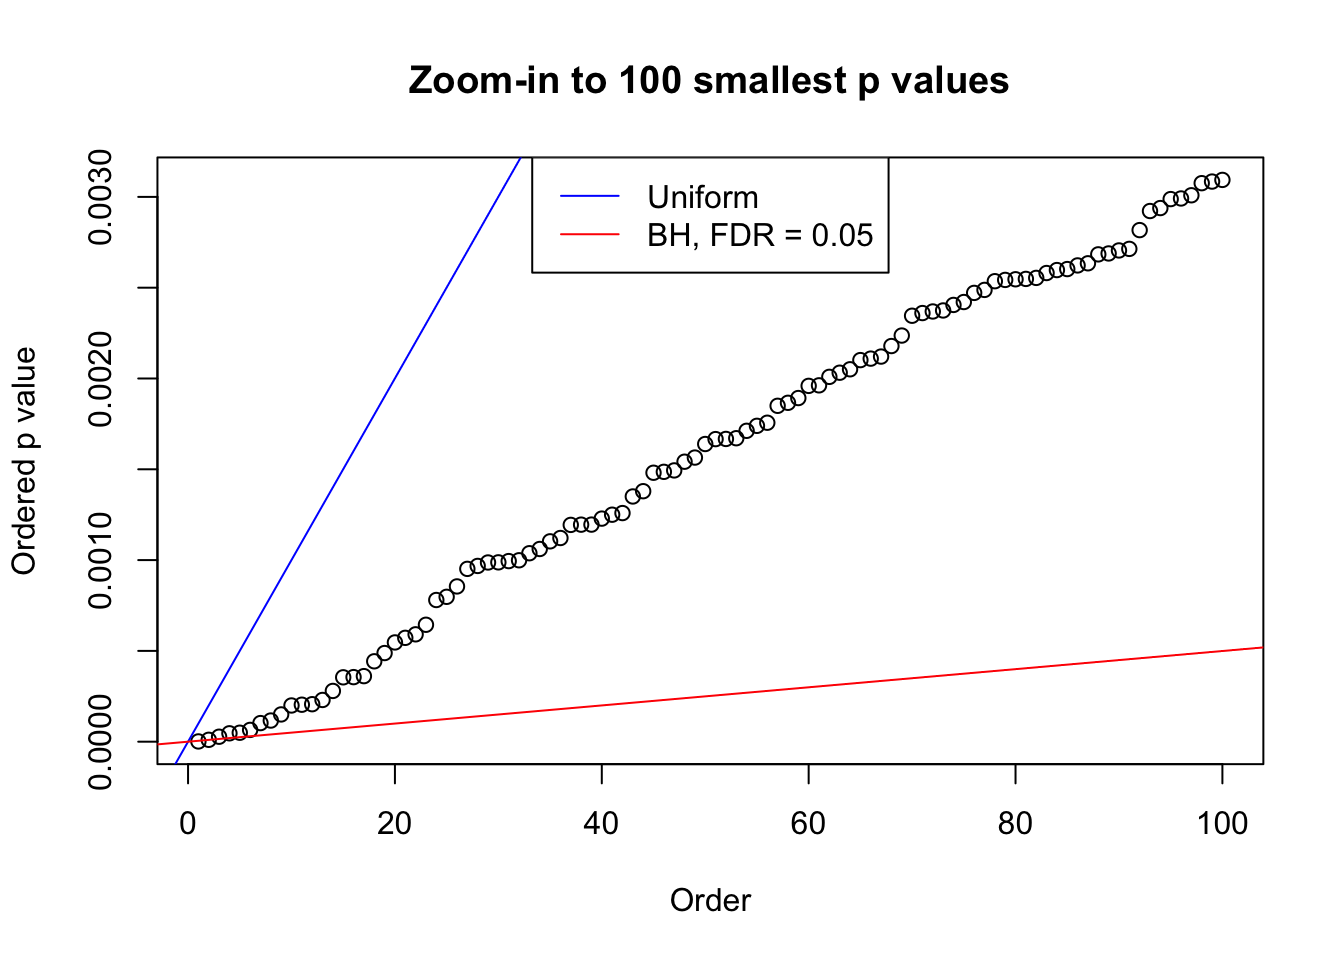 Zoom-in to 100 smallest p values
Uniform
BH, FDR = 0.05
Ordered p value
0.0030
0.0020
0.0010
0.0000
0 20 40 60 80 100
Order